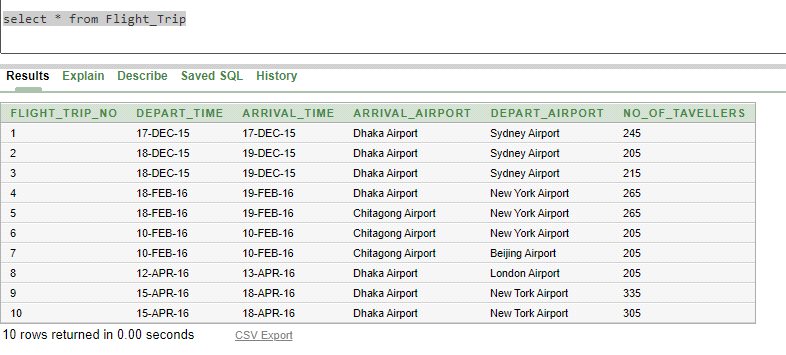 select * from Flight_Trip
Results Explain Describe Saved SQL History
FLIGHT_TRIP_NO DEPART_TIME ARRIVAL_TIME ARRIVAL_AIRPORT DEPART_AIRPORT NO_OF_TAVELLERS
1 17-DEC-15 17-DEC-15 Dhaka Airport Sydney Airport 245
2 18-DEC-15 19-DEC-15 Dhaka Airport Sydney Airport 205
3 18-DEC-15 18-DEC-15 Dhaka Airport Sydney Airport 215
4 18-FEB-16 19-FEB-16 Dhaka Airport New York Airport 265
5 18-FEB-16 19-FEB-16 Chitagong Airport New York Airport 265
6 10-FEB-16 10-FEB-16 Chitagong Airport New York Airport 205
7 10-FEB-16 10-FEB-16 Chitagong Airport Beijing Airport 205
8 12-APR-16 13-APR-16 Dhaka Airport London Airport 205
9 15-APR-16 18-APR-16 Dhaka Airport New Tork Airport 335
10 15-APR-16 18-APR-16 Dhaka Airport New Tork Airport 305
10 rows returned in 0.00 seconds CSV Export